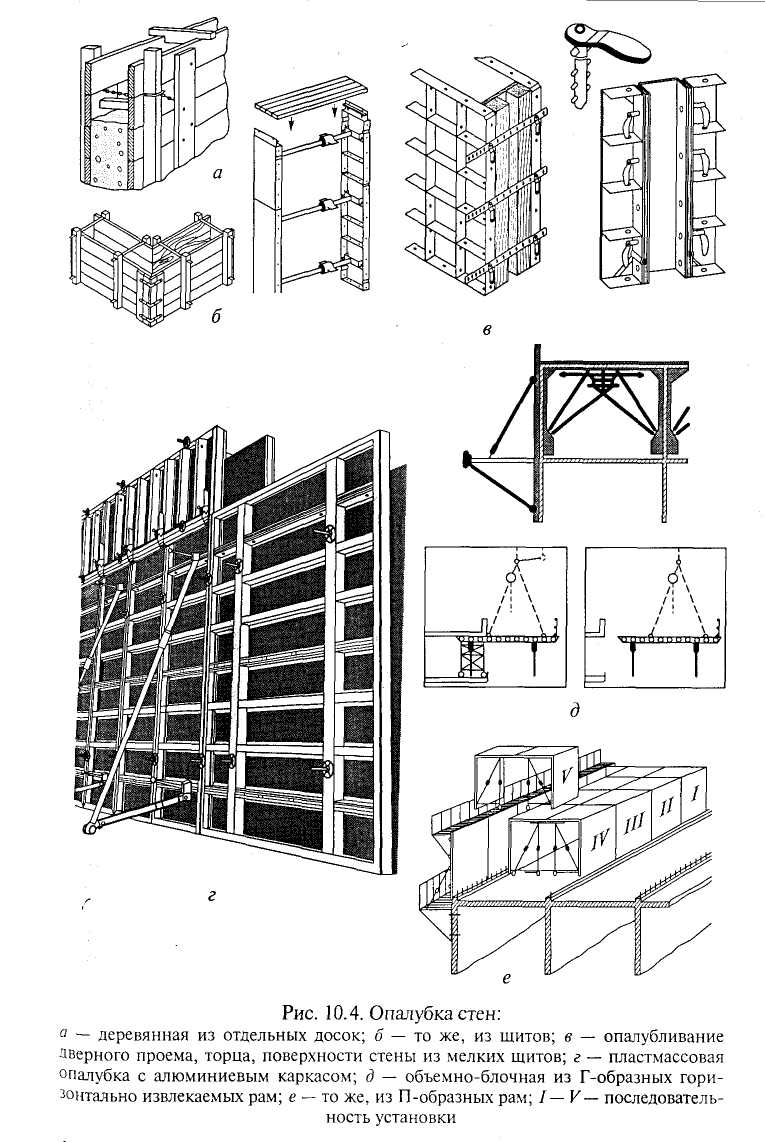 а
б
в
г
д
V
IV III II I
е
Рис. 10.4. Опалубка стен:
а — деревянная из отдельных досок; б — то же, из щитов; в — опалубливание
дверного проема, торца, поверхности стены из мелких щитов; г — пластмассовая
опалубка с алюминиевым каркасом; д — объемно-блочная из Г-образных гори-
зонтально извлекаемых рам; е — то же, из П-образных рам; I — V — последователь-
ность установки